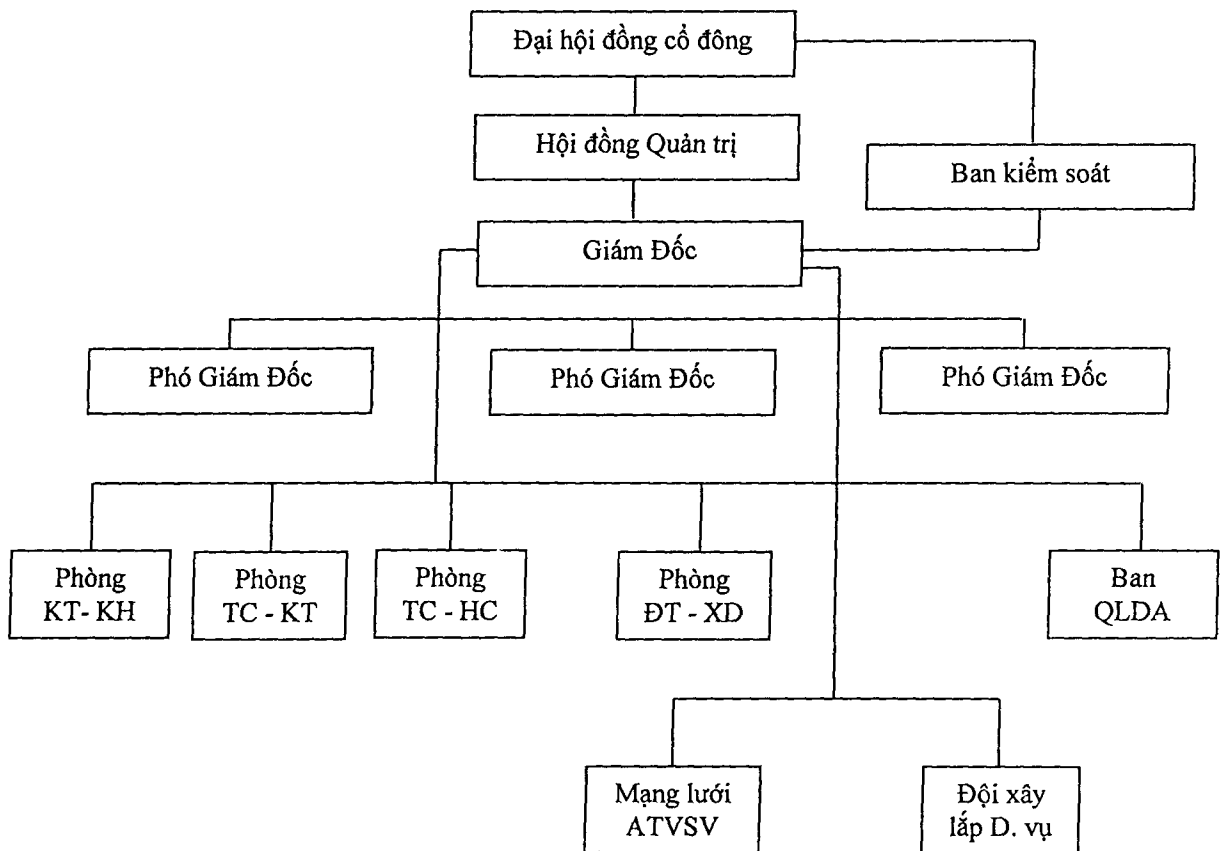 Đại hội đồng cổ đông
Hội đồng Quản trị
Ban kiểm soát
Giám Đốc
Phó Giám Đốc
Phó Giám Đốc
Phó Giám Đốc
Phòng
KT- KH
Phòng
TC - KT
Phòng
TC - HC
Phòng
ĐT - XD
Ban
QLDA
Mạng lưới
ATVSV
Đội xây
lắp D. vụ